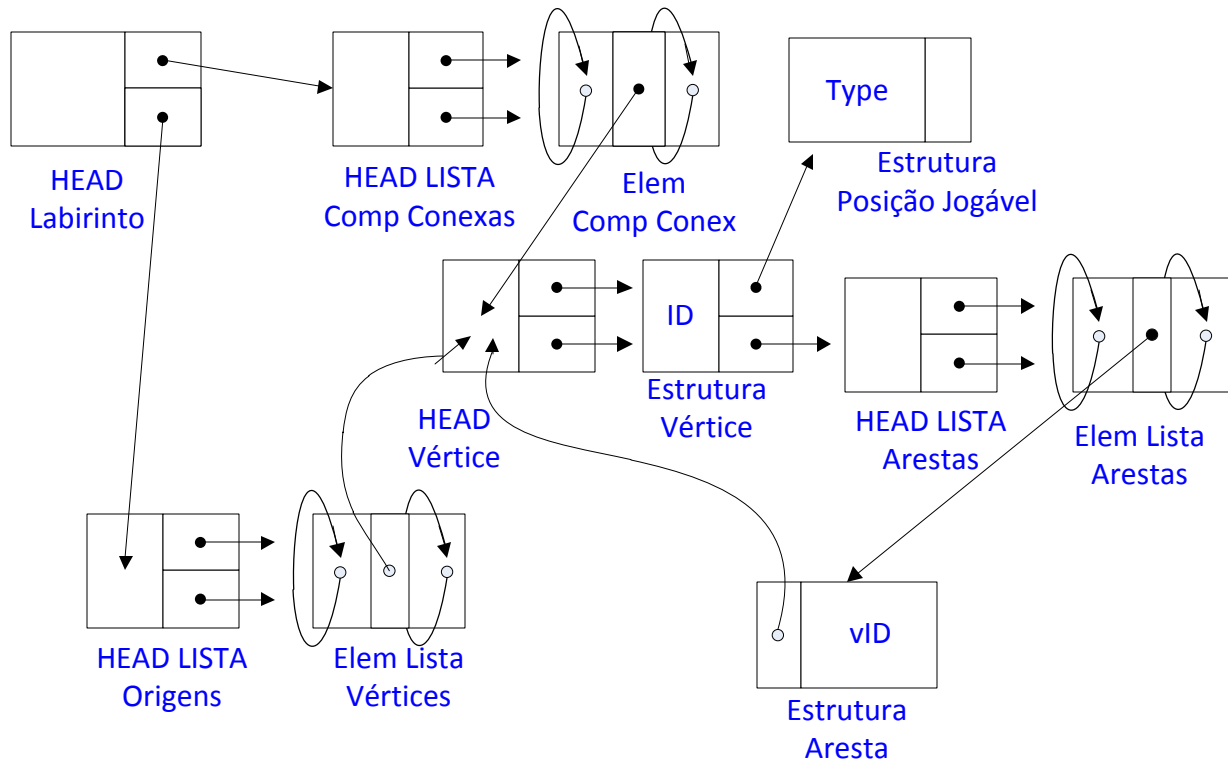 HEAD
Labirinto
HEAD LISTA
Comp Conexas
Elem
Comp Conex
Type
Estrutura
Posição Jogável
HEAD
Vértice
ID
Estrutura
Vértice
HEAD LISTA
Arestas
Elem Lista
Arestas
HEAD LISTA
Origens
Elem Lista
Vértices
vID
Estrutura
Aresta